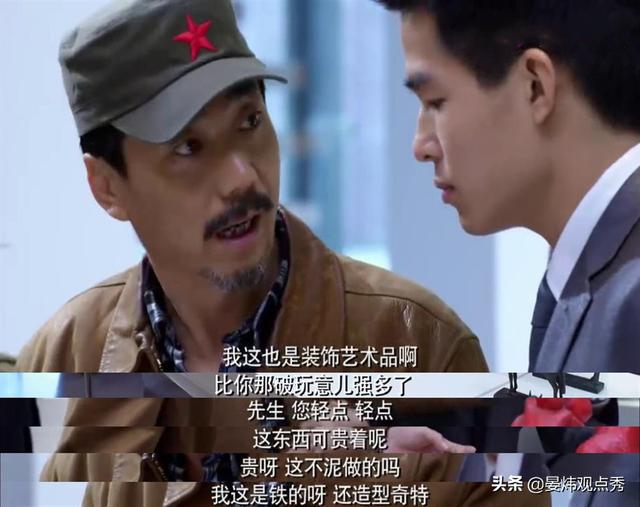 我这也是装饰艺术品啊
比你那破玩意儿强多了
先生 您轻点 轻点
这东西可贵着呢
贵呀 这不泥做的吗
我这是铁的呀 还造型奇特
头条 @晏炜观点秀